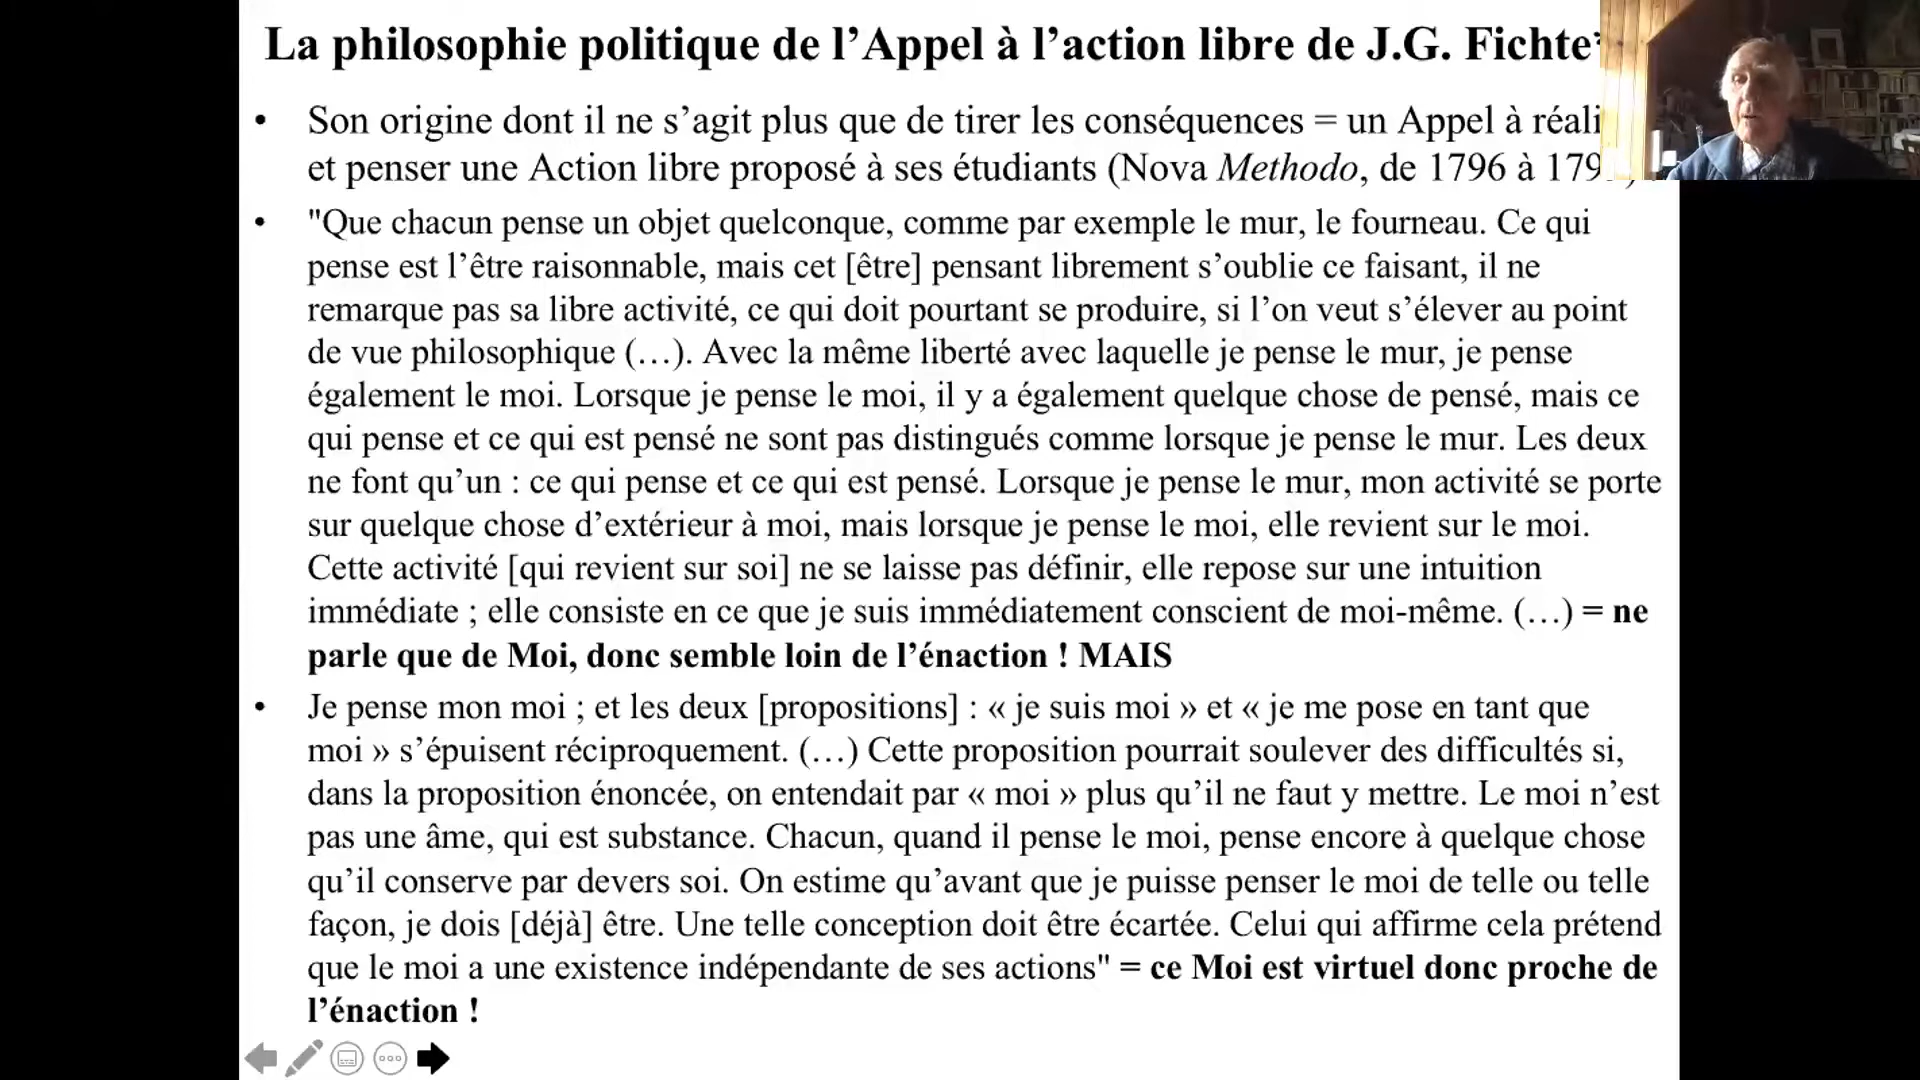 La philosophie politique de l’Appel à l’action libre de J.G. Fichte
• Son origine dont il ne s’agit plus que de tirer les conséquences = un Appel à
et penser une Action libre proposé à ses étudiants (Nova Methodo, de 1796 à
• "Que chacun pense un objet quelconque, comme par exemple le mur, le fourneau. Ce qui
pense est l’être raisonnable, mais cet [être] pensant librement s’oublie ce faisant, il ne
remarque pas sa libre activité, ce qui doit pourtant se produire, si l’on veut s’élever au point
de vue philosophique (…). Avec la même liberté avec laquelle je pense le mur, je pense
également le moi. Lorsque je pense le moi, il y a également quelque chose de pensé, mais ce
qui pense et ce qui est pensé ne sont pas distingués comme lorsque je pense le mur. Les deux
ne font qu’un : ce qui pense et ce qui est pensé. Lorsque je pense le mur, mon activité se porte
sur quelque chose d’extérieur à moi, mais lorsque je pense le moi, elle revient sur le moi.
Cette activité [qui revient sur soi] ne se laisse pas définir, elle repose sur une intuition
immédiate ; elle consiste en ce que je suis immédiatement conscient de moi-même. (…) = ne
parle que de Moi, donc semble loin de l’énaction ! MAIS
• Je pense mon moi ; et les deux [propositions] : « je suis moi » et « je me pose en tant que
moi » s’épuisent réciproquement. (…) Cette proposition pourrait soulever des difficultés si,
dans la proposition énoncée, on entendait par « moi » plus qu’il ne faut y mettre. Le moi n’est
pas une âme, qui est substance. Chacun, quand il pense le moi, pense encore à quelque chose
qu’il conserve par devers soi. On estime qu’avant que je puisse penser le moi de telle ou telle
façon, je dois [déjà] être. Une telle conception doit être écartée. Celui qui affirme cela prétend
que le moi a une existence indépendante de ses actions" = ce Moi est virtuel donc proche de
l’énaction !